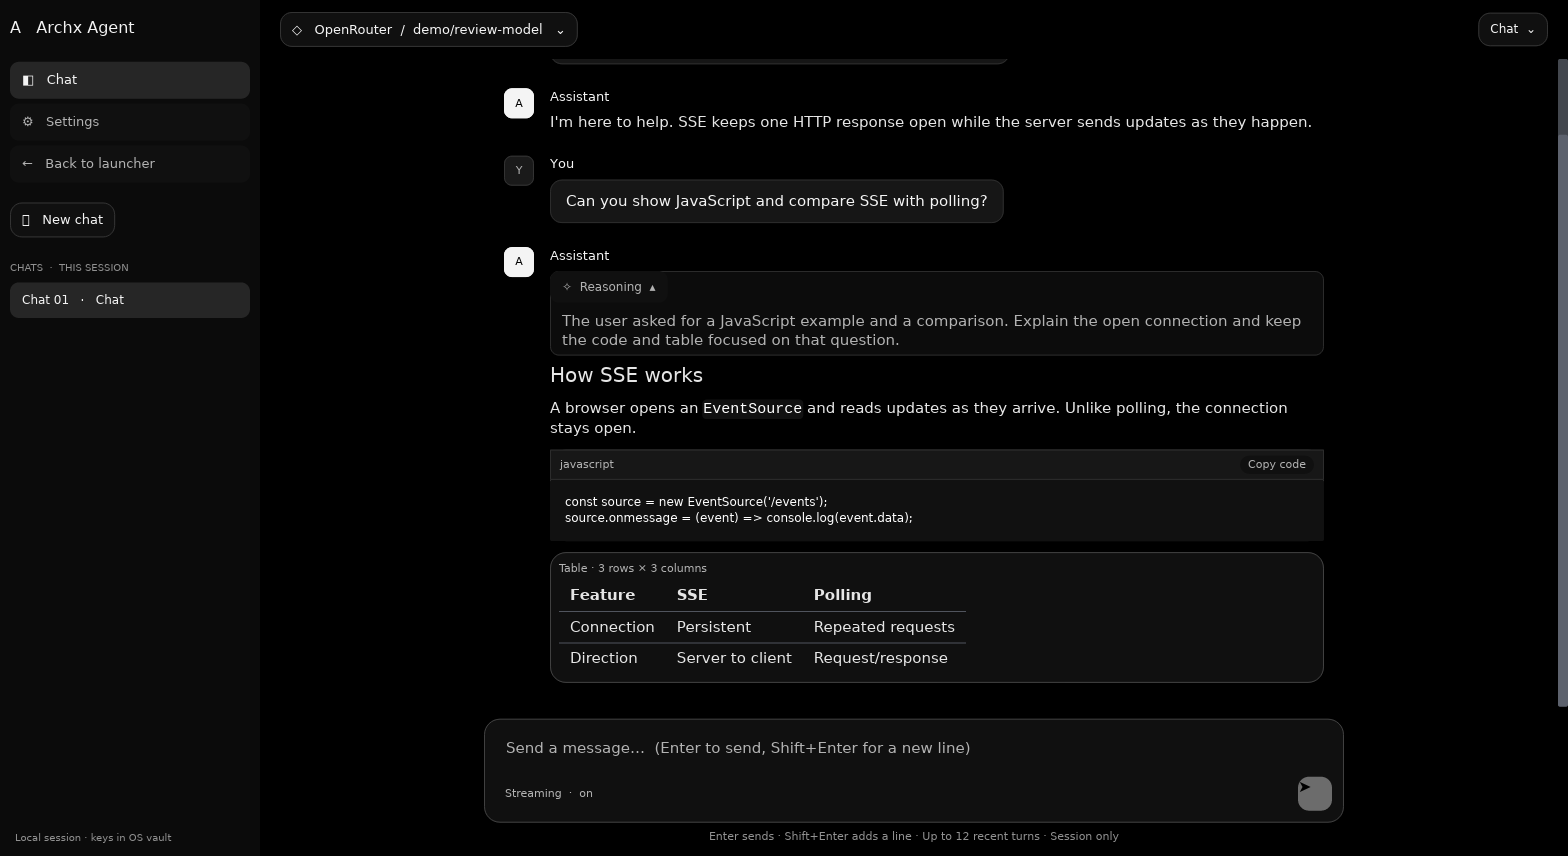 A Archx Agent
Chat
Settings
← Back to launcher
New chat
CHATS · THIS SESSION
Chat 01 · Chat
Local session · keys in OS vault
OpenRouter / demo/review-model
Chat
A
Assistant
I'm here to help. SSE keeps one HTTP response open while the server sends updates as they happen.
Y
You
Can you show JavaScript and compare SSE with polling?
A
Assistant
Reasoning
The user asked for a JavaScript example and a comparison. Explain the open connection and keep
the code and table focused on that question.
How SSE works
A browser opens an EventSource and reads updates as they arrive. Unlike polling, the connection
stays open.
javascript
Copy code
const source = new EventSource('/events');
source.onmessage = (event) => console.log(event.data);
Table · 3 rows × 3 columns
Feature SSE Polling
Connection Persistent Repeated requests
Direction Server to client Request/response
Send a message… (Enter to send, Shift+Enter for a new line)
Streaming · on
Enter sends · Shift+Enter adds a line · Up to 12 recent turns · Session only